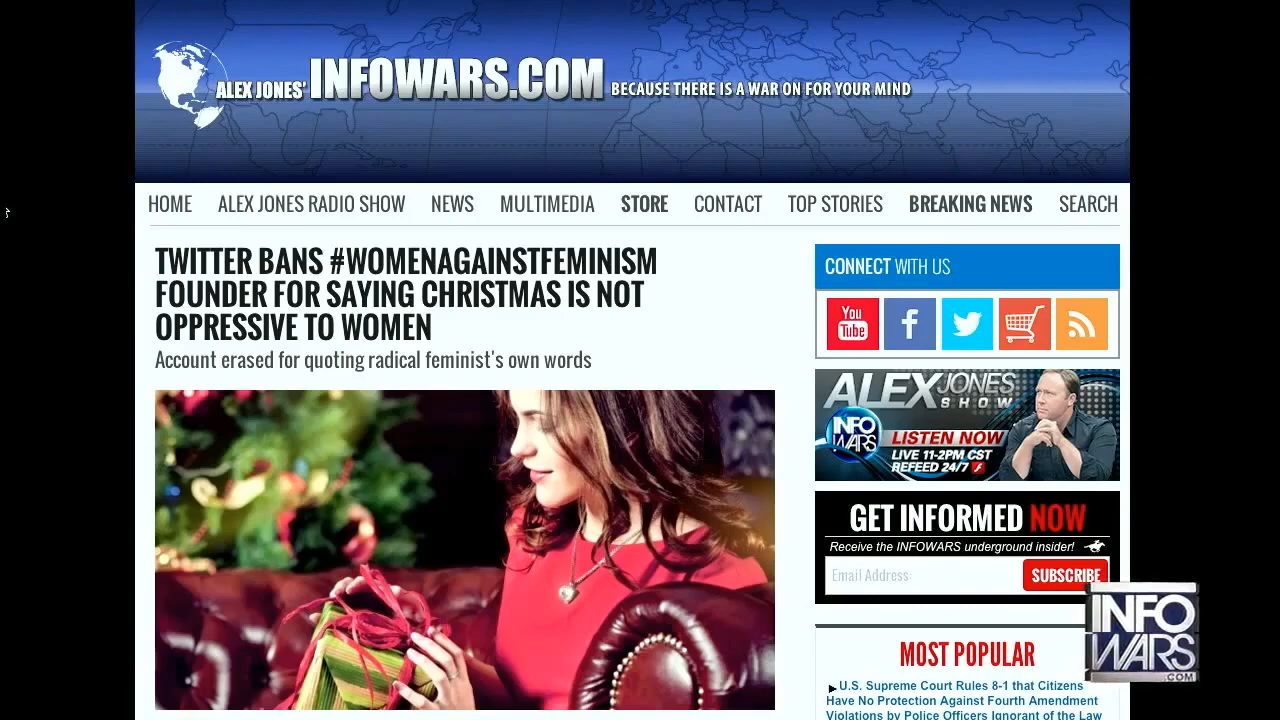 ALEX JONES' INFOWARS.COM BECAUSE THERE IS A WAR ON FOR YOUR MIND
HOME ALEX JONES RADIO SHOW NEWS MULTIMEDIA STORE CONTACT TOP STORIES BREAKING NEWS SEARCH
TWITTER BANS #WOMENAGAINSTFEMINISM
FOUNDER FOR SAYING CHRISTMAS IS NOT
OPPRESSIVE TO WOMEN
Account erased for quoting radical feminist's own words
CONNECT WITH US
You
Tube
f
ALEX JONES
SHOW
INFO
WARS
LISTEN NOW
LIVE 11-2PM CST
REFEED 24/7
GET INFORMED NOW
Receive the INFOWARS underground insider!
Email Address:
SUBSCRIBE
MOST POPULAR
U.S. Supreme Court Rules 8-1 that Citizens
Have No Protection Against Fourth Amendment
Violations by Police Officers Ignorant of the Law
INFO
WARS
.COM